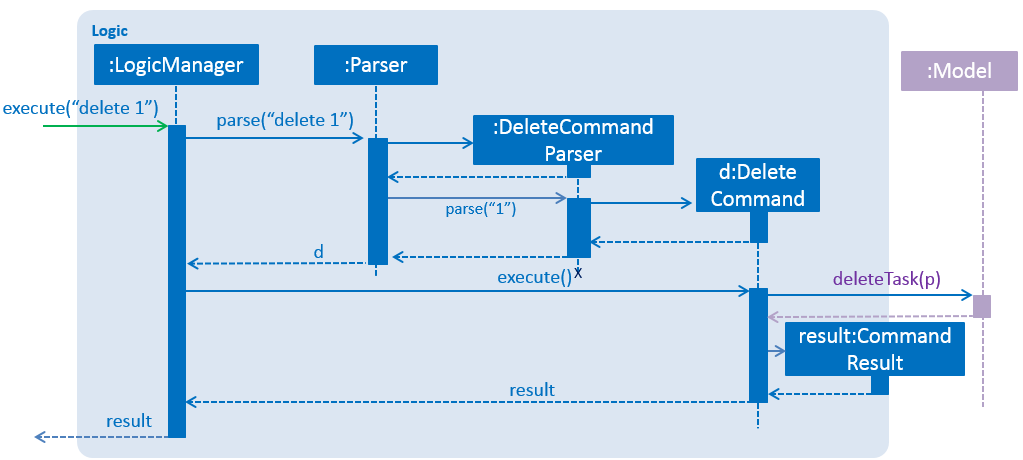 Logic
:LogicManager
:Parser
:Model
execute(“delete 1”)
parse(“delete 1”)
:DeleteCommand
Parser
d:Delete
Command
parse(“1”)
d
execute()
X
deleteTask(p)
result:Command
Result
result
result